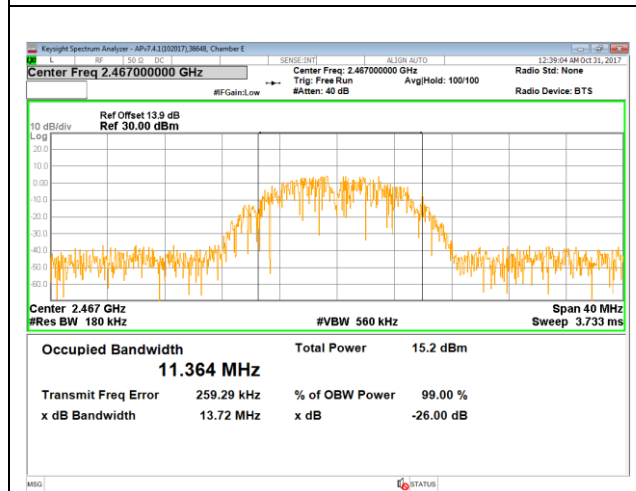 Keysight Spectrum Analyzer - APv7.4.1(102017),38648, Chamber E
L RF 50 Ω DC SENSE:INT ALIGN AUTO 12:39:04 AM Oct 31, 2017
Center Freq 2.467000000 GHz Center Freq: 2.467000000 GHz Radio Std: None
Trig: Free Run Avg|Hold: 100/100
#IFGain:Low #Atten: 40 dB Radio Device: BTS
Ref Offset 13.9 dB
10 dB/div Ref 30.00 dBm
Log
20.0
10.0
0.00
-10.0
-20.0
-30.0
-40.0
-50.0
-60.0
Center 2.467 GHz Span 40 MHz
#Res BW 180 kHz #VBW 560 kHz Sweep 3.733 ms
Occupied Bandwidth Total Power 15.2 dBm
11.364 MHz
Transmit Freq Error 259.29 kHz % of OBW Power 99.00 %
x dB Bandwidth 13.72 MHz x dB -26.00 dB
MSG STATUS